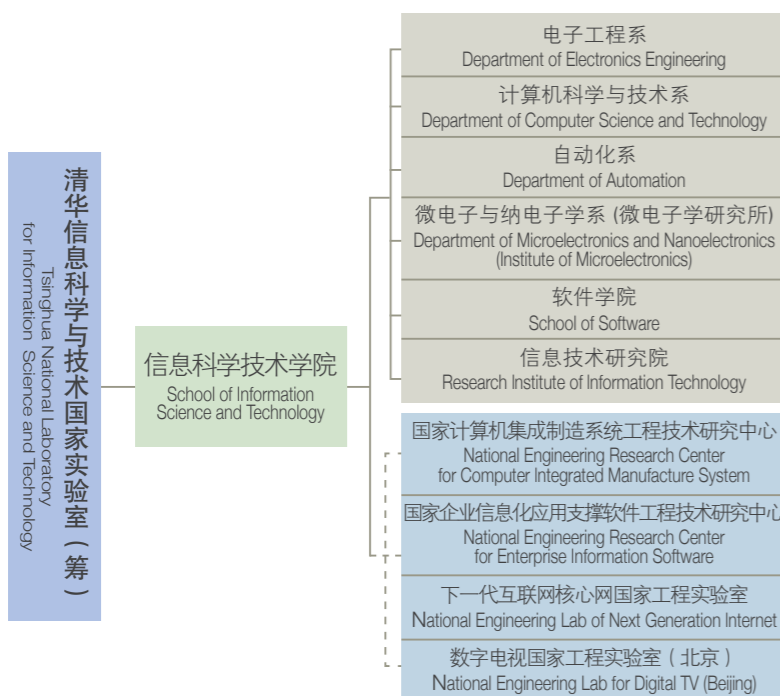 清华信息科学与技术国家实验室(筹)
Tsinghua National Laboratory
for Information Science and Technology
信息科学技术学院
School of Information
Science and Technology
电子工程系
Department of Electronics Engineering
计算机科学与技术系
Department of Computer Science and Technology
自动化系
Department of Automation
微电子与纳电子学系 (微电子学研究所)
Department of Microelectronics and Nanoelectronics
(Institute of Microelectronics)
软件学院
School of Software
信息技术研究院
Research Institute of Information Technology
国家计算机集成制造系统工程技术研究中心
National Engineering Research Center
for Computer Integrated Manufacture System
国家企业信息化应用支撑软件工程技术研究中心
National Engineering Research Center
for Enterprise Information Software
下一代互联网核心网国家工程实验室
National Engineering Lab of Next Generation Internet
数字电视国家工程实验室(北京)
National Engineering Lab for Digital TV (Beijing)